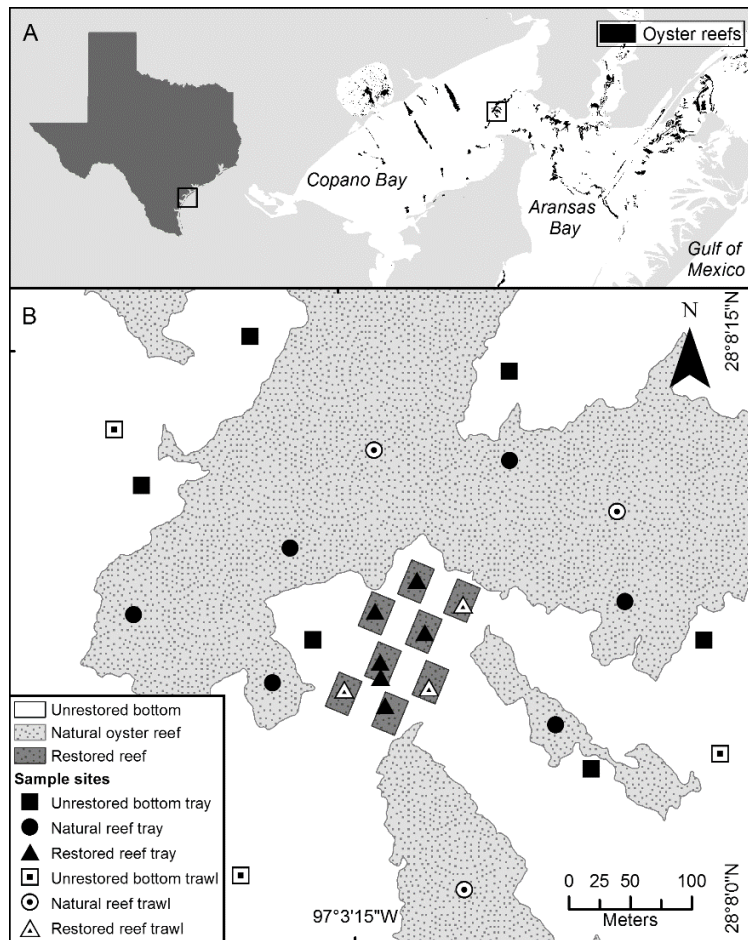 A
Oyster reefs
Copano Bay
Aransas
Bay
Gulf of
Mexico
B
N
28°8'15"N
Unrestored bottom
Natural oyster reef
Restored reef
Sample sites
Unrestored bottom tray
Natural reef tray
Restored reef tray
Unrestored bottom trawl
Natural reef trawl
Restored reef trawl
97°3'15"W
0 25 50 100
Meters
28°8'0"N